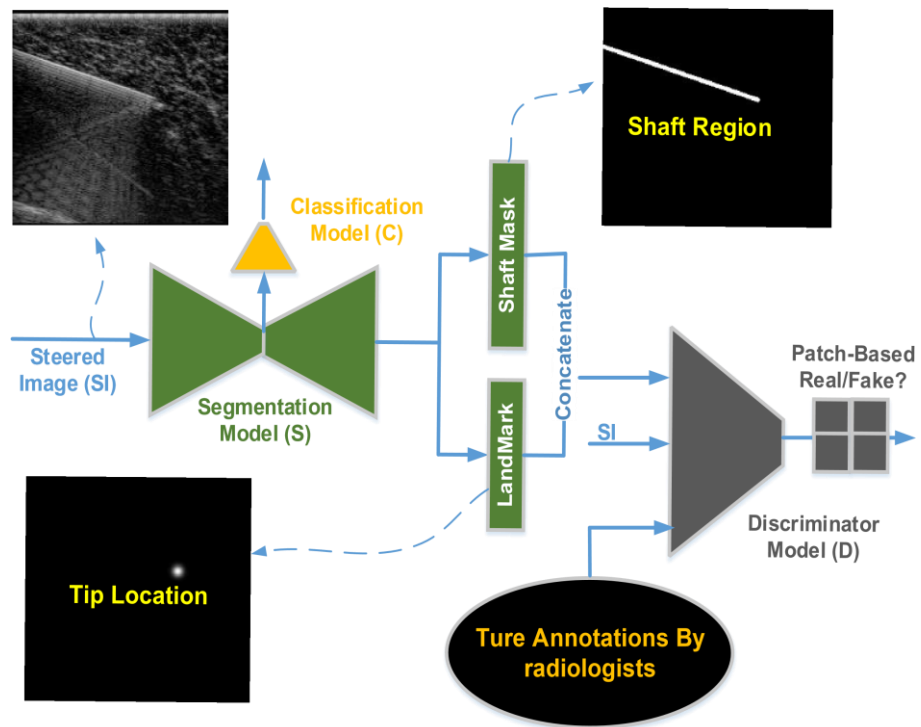 Shaft Region
Classification
Model (C)
Shaft Mask
Steered
Image (SI)
Segmentation
Model (S)
Concatenate
LandMark
SI
Patch-Based
Real/Fake?
Discriminator
Model (D)
Tip Location
Ture Annotations By
radiologists